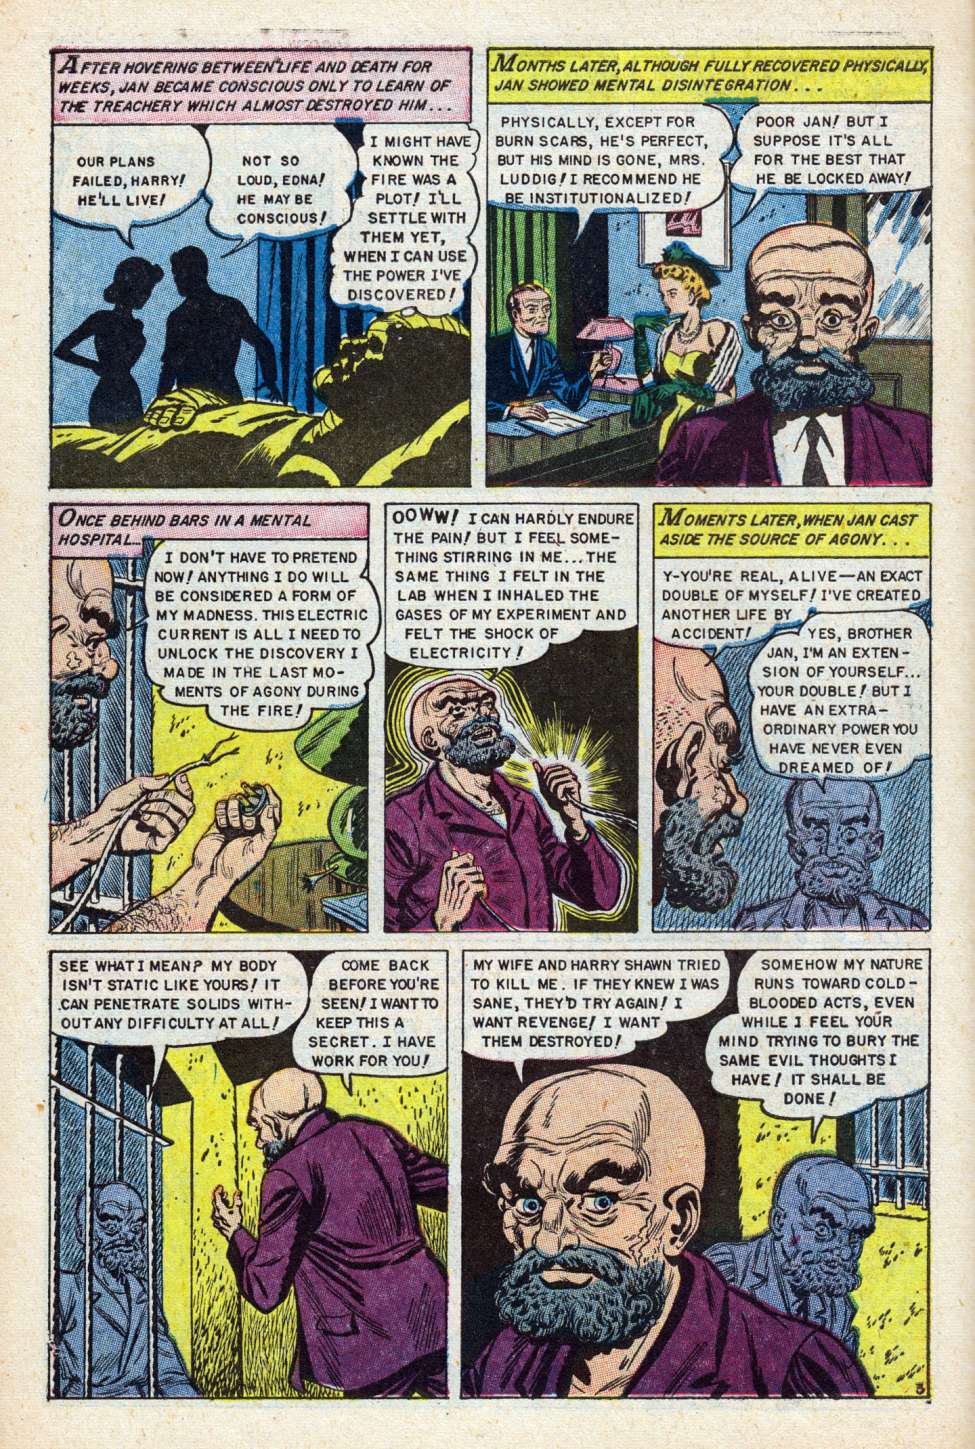 AFTER HOVERING BETWEEN LIFE AND DEATH FOR
WEEKS, JAN BECAME CONSCIOUS ONLY TO LEARN OF
THE TREACHERY WHICH ALMOST DESTROYED HIM...
OUR PLANS
FAILED, HARRY!
HE'LL LIVE!
NOT SO
LOUD, EDNA!
HE MAY BE
CONSCIOUS!
I MIGHT HAVE
KNOWN THE
FIRE WAS A
PLOT! I'LL
SETTLE WITH
THEM YET,
WHEN I CAN USE
THE POWER I'VE
DISCOVERED!
MONTHS LATER, ALTHOUGH FULLY RECOVERED PHYSICALLY,
JAN SHOWED MENTAL DISINTEGRATION...
PHYSICALLY, EXCEPT FOR
BURN SCARS, HE'S PERFECT,
BUT HIS MIND IS GONE, MRS.
LUDDIG! I RECOMMEND HE
BE INSTITUTIONALIZED!
POOR JAN! BUT I
SUPPOSE IT'S ALL
FOR THE BEST THAT
HE BE LOCKED AWAY!
ONCE BEHIND BARS IN A MENTAL
HOSPITAL...
I DON'T HAVE TO PRETEND
NOW! ANYTHING I DO WILL
BE CONSIDERED A FORM OF
MY MADNESS. THIS ELECTRIC
CURRENT IS ALL I NEED TO
UNLOCK THE DISCOVERY I
MADE IN THE LAST MO-
MENTS OF AGONY DURING
THE FIRE!
OOWW! I CAN HARDLY ENDURE
THE PAIN! BUT I FEEL SOME-
THING STIRRING IN ME...THE
SAME THING I FELT IN THE
LAB WHEN I INHALED THE
GASES OF MY EXPERIMENT AND
FELT THE SHOCK OF
ELECTRICITY!
MOMENTS LATER, WHEN JAN CAST
ASIDE THE SOURCE OF AGONY...
Y-YOU'RE REAL, ALIVE—AN EXACT
DOUBLE OF MYSELF! I'VE CREATED
ANOTHER LIFE BY
ACCIDENT!
YES, BROTHER
JAN, I'M AN EXTEN-
SION OF YOURSELF...
YOUR DOUBLE! BUT I
HAVE AN EXTRA-
ORDINARY POWER YOU
HAVE NEVER EVEN
DREAMED OF!
SEE WHAT I MEAN? MY BODY
ISN'T STATIC LIKE YOURS! IT
CAN PENETRATE SOLIDS WITH-
OUT ANY DIFFICULTY AT ALL!
COME BACK
BEFORE YOU'RE
SEEN! I WANT TO
KEEP THIS A
SECRET. I HAVE
WORK FOR YOU!
MY WIFE AND HARRY SHAWN TRIED
TO KILL ME. IF THEY KNEW I WAS
SANE, THEY'D TRY AGAIN! I
WANT REVENGE! I WANT
THEM DESTROYED!
SOMEHOW MY NATURE
RUNS TOWARD COLD-
BLOODED ACTS, EVEN
WHILE I FEEL YOUR
MIND TRYING TO BURY THE
SAME EVIL THOUGHTS I
HAVE! IT SHALL BE
DONE!
3